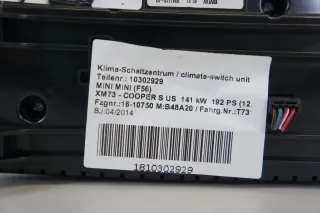 Klima-Schaltzentrum / climate-switch unit
Teilenr.: 10302929
MINI MINI (F56)
XM73 - COOPER S US 141 kW 192 PS (12.
Fzgnr.:16-10750 M:B48A20 / Fahrg.Nr.:T73
BJ:04/2014
1810302929